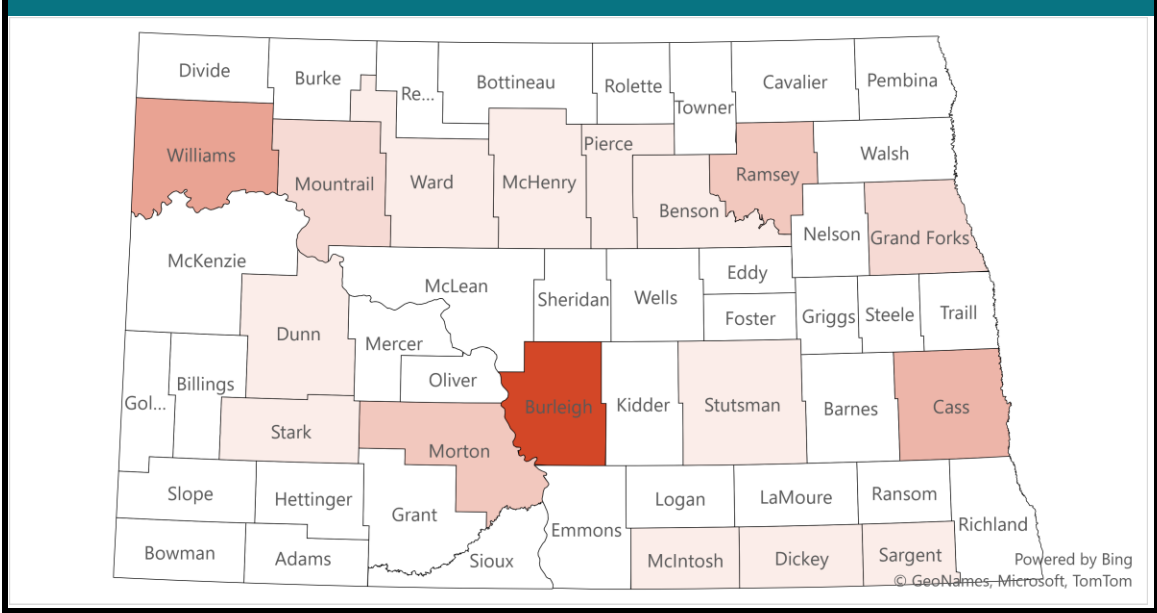 Divide
Burke
Re...
Bottineau
Rolette
Towner
Cavalier
Pembina
Williams
Mountrail
Ward
McHenry
Pierce
Benson
Ramsey
Walsh
Nelson
Grand Forks
McKenzie
McLean
Sheridan
Wells
Eddy
Foster
Griggs
Steele
Traill
Dunn
Mercer
Oliver
Billings
Gol...
Stark
Morton
Burleigh
Kidder
Stutsman
Barnes
Cass
Slope
Hettinger
Grant
Emmons
Logan
LaMoure
Ransom
Richland
Bowman
Adams
Sioux
McIntosh
Dickey
Sargent
Powered by Bing
© GeoNames, Microsoft, TomTom